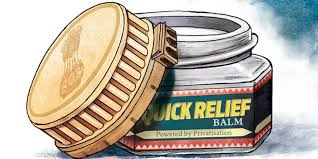 QUICK RELIEF
BALM
Powered by Privatisation